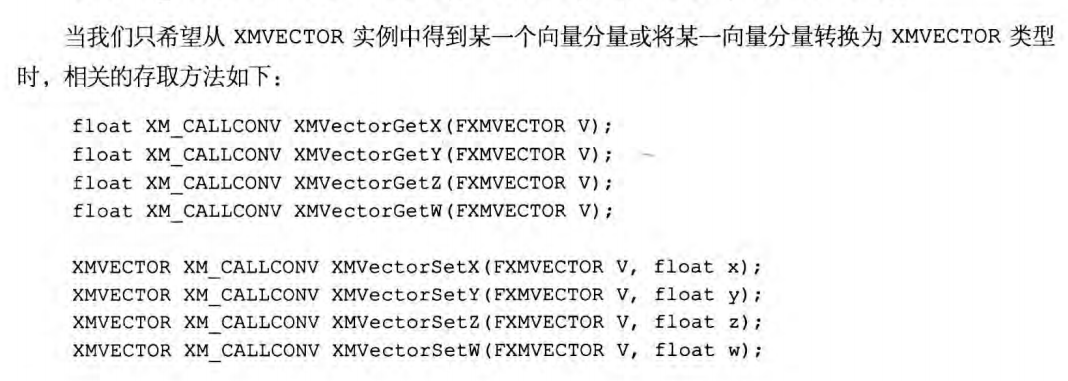 当我们只希望从 XMVECTOR 实例中得到某一个向量分量或将某一向量分量转换为 XMVECTOR 类型
时，相关的存取方法如下：
float XM_CALLCONV XMVectorGetX(FXMVECTOR V);
float XM_CALLCONV XMVectorGetY(FXMVECTOR V);
float XM_CALLCONV XMVectorGetZ(FXMVECTOR V);
float XM_CALLCONV XMVectorGetW(FXMVECTOR V);
XMVECTOR XM_CALLCONV XMVectorSetX(FXMVECTOR V, float x);
XMVECTOR XM_CALLCONV XMVectorSetY(FXMVECTOR V, float y);
XMVECTOR XM_CALLCONV XMVectorSetZ(FXMVECTOR V, float z);
XMVECTOR XM_CALLCONV XMVectorSetW(FXMVECTOR V, float w);